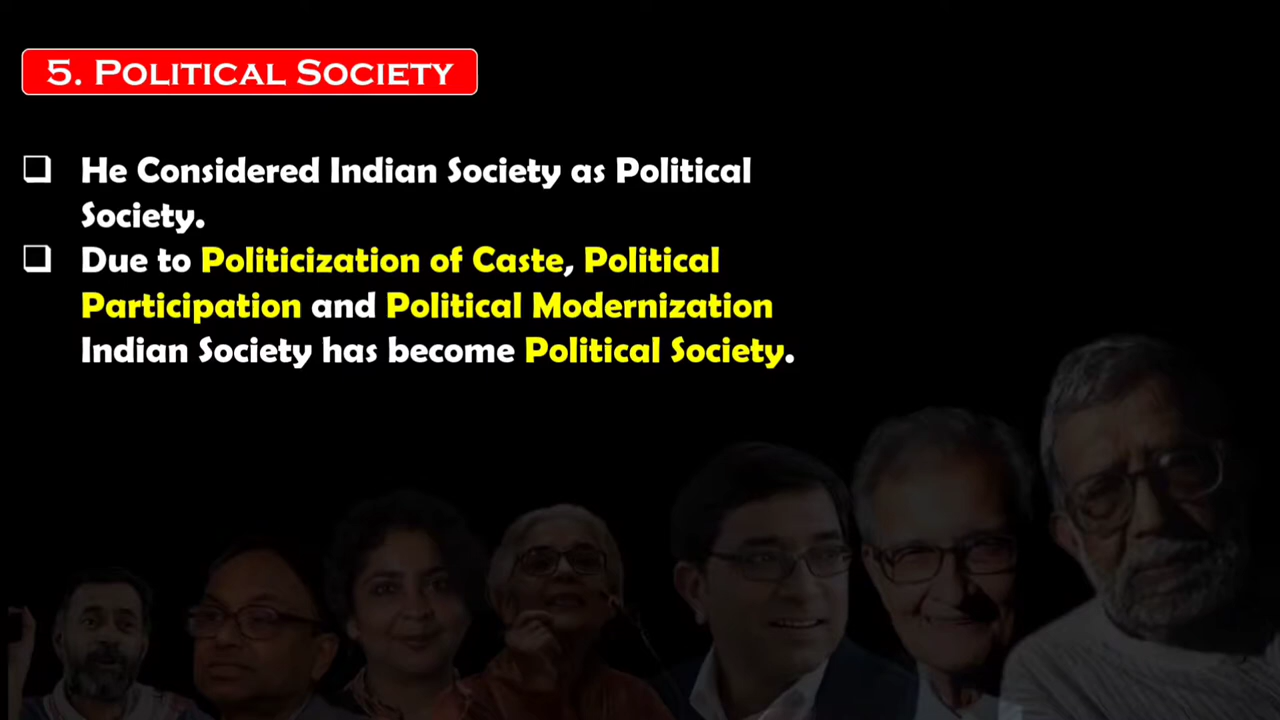 5. POLITICAL SOCIETY
He Considered Indian Society as Political
Society.
Due to Politicization of Caste, Political
Participation and Political Modernization
Indian Society has become Political Society.